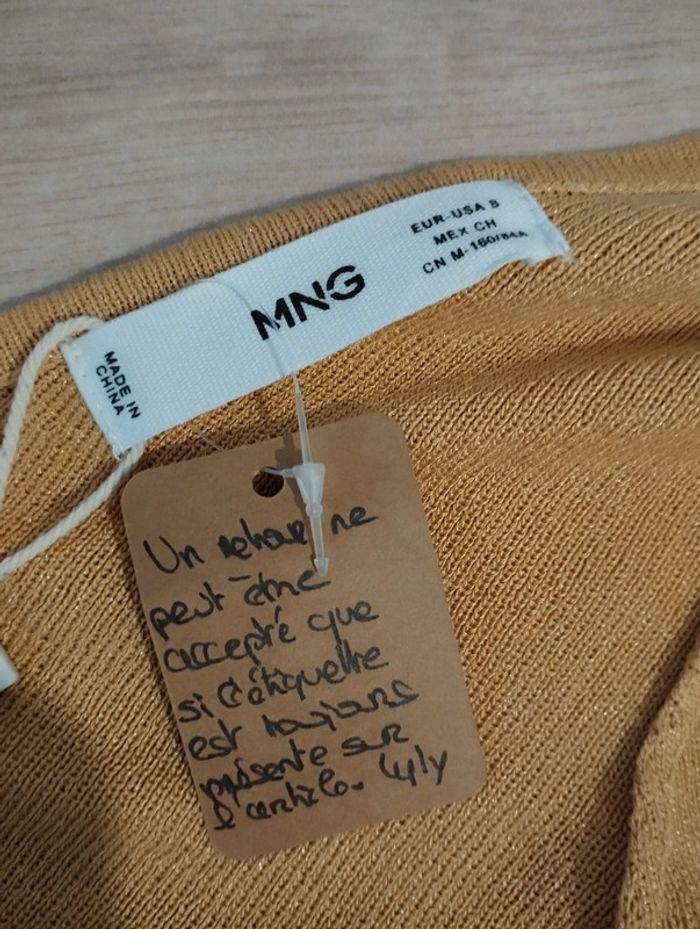 EUR-USA 8
MEX CH
CN M-160/84A
MNG
MADE IN
CHINA
Un retour ne
peut être
accepté que
si l'étiquette
est toujours
présente sur
l'article. Lyly